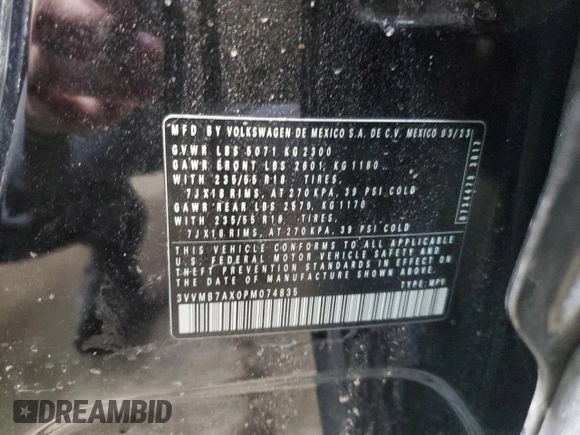 MFD BY VOLKSWAGEN DE MEXICO S.A. DE C.V. MEXICO 03/23
GVWR LBS 5071 KG 2300
GAWR FRONT LBS 2601, KG 1180
WITH 235/55 R18 TIRES,
7JX18 RIMS, AT 270 KPA, 39 PSI COLD
GAWR REAR LBS 2579, KG 1170
WITH 235/55 R18 TIRES,
7JX18 RIMS, AT 270 KPA, 39 PSI COLD
THIS VEHICLE CONFORMS TO ALL APPLICABLE
U.S. FEDERAL MOTOR VEHICLE SAFETY AND
THEFT PREVENTION STANDARDS IN EFFECT ON THE
DATE OF MANUFACTURE SHOWN ABOVE.
3VVMB7AX0PM074835 TYPE: MPV
DREAMBID